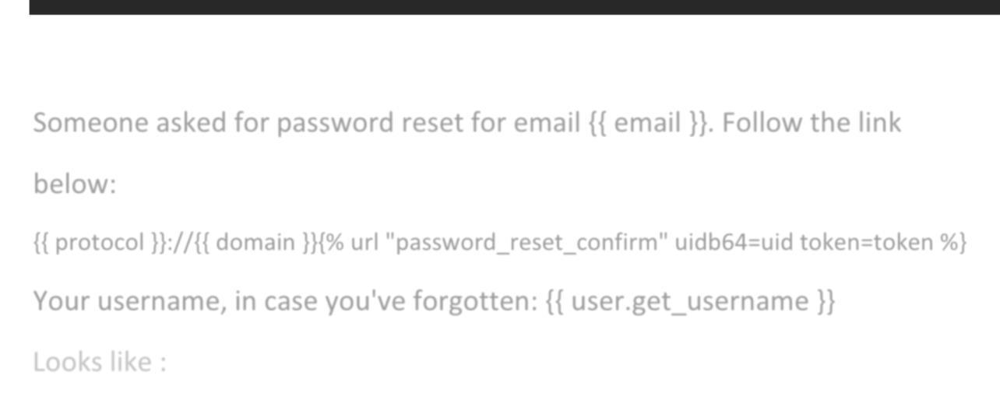 Someone asked for password reset for email {{ email }}. Follow the link
below:
{{ protocol }}://{{ domain }}{% url "password_reset_confirm" uidb64=uid token=token %}
Your username, in case you've forgotten: {{ user.get_username }}
Looks like :